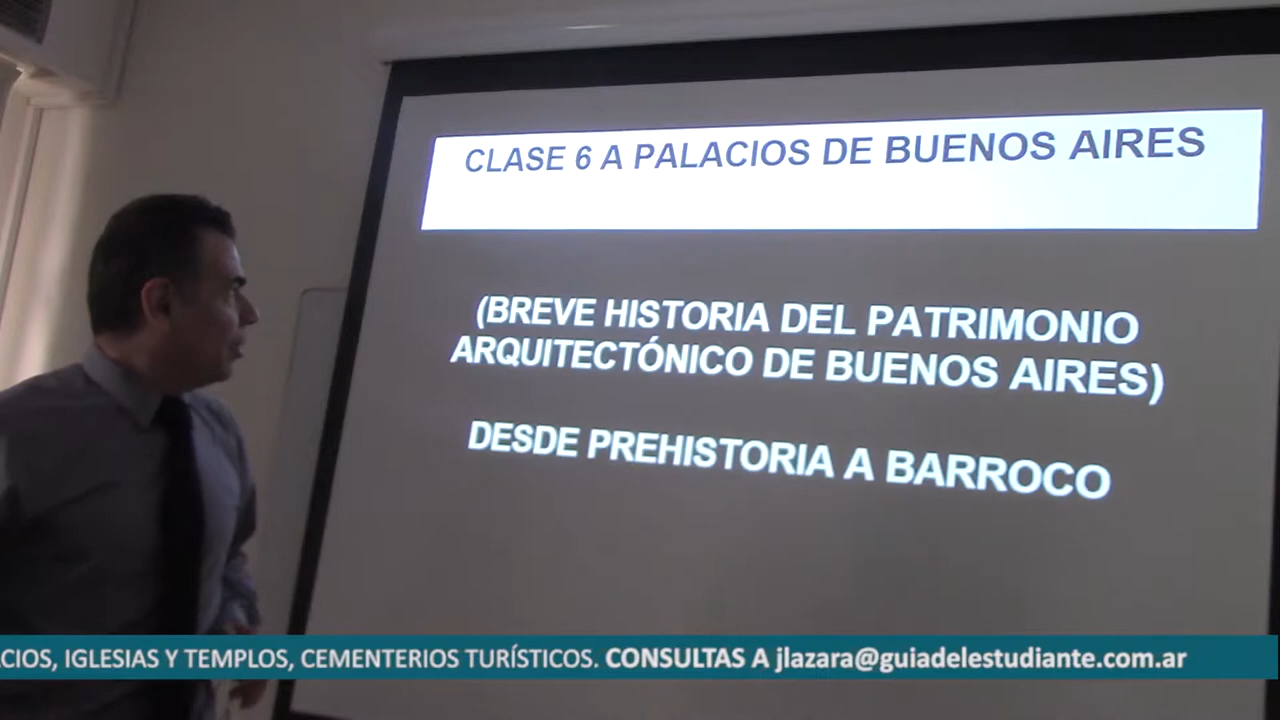 CLASE 6 A PALACIOS DE BUENOS AIRES
(BREVE HISTORIA DEL PATRIMONIO
ARQUITECTÓNICO DE BUENOS AIRES)
DESDE PREHISTORIA A BARROCO
CIOS, IGLESIAS Y TEMPLOS, CEMENTERIOS TURÍSTICOS. CONSULTAS A jlazara@guiadelestudiante.com.ar